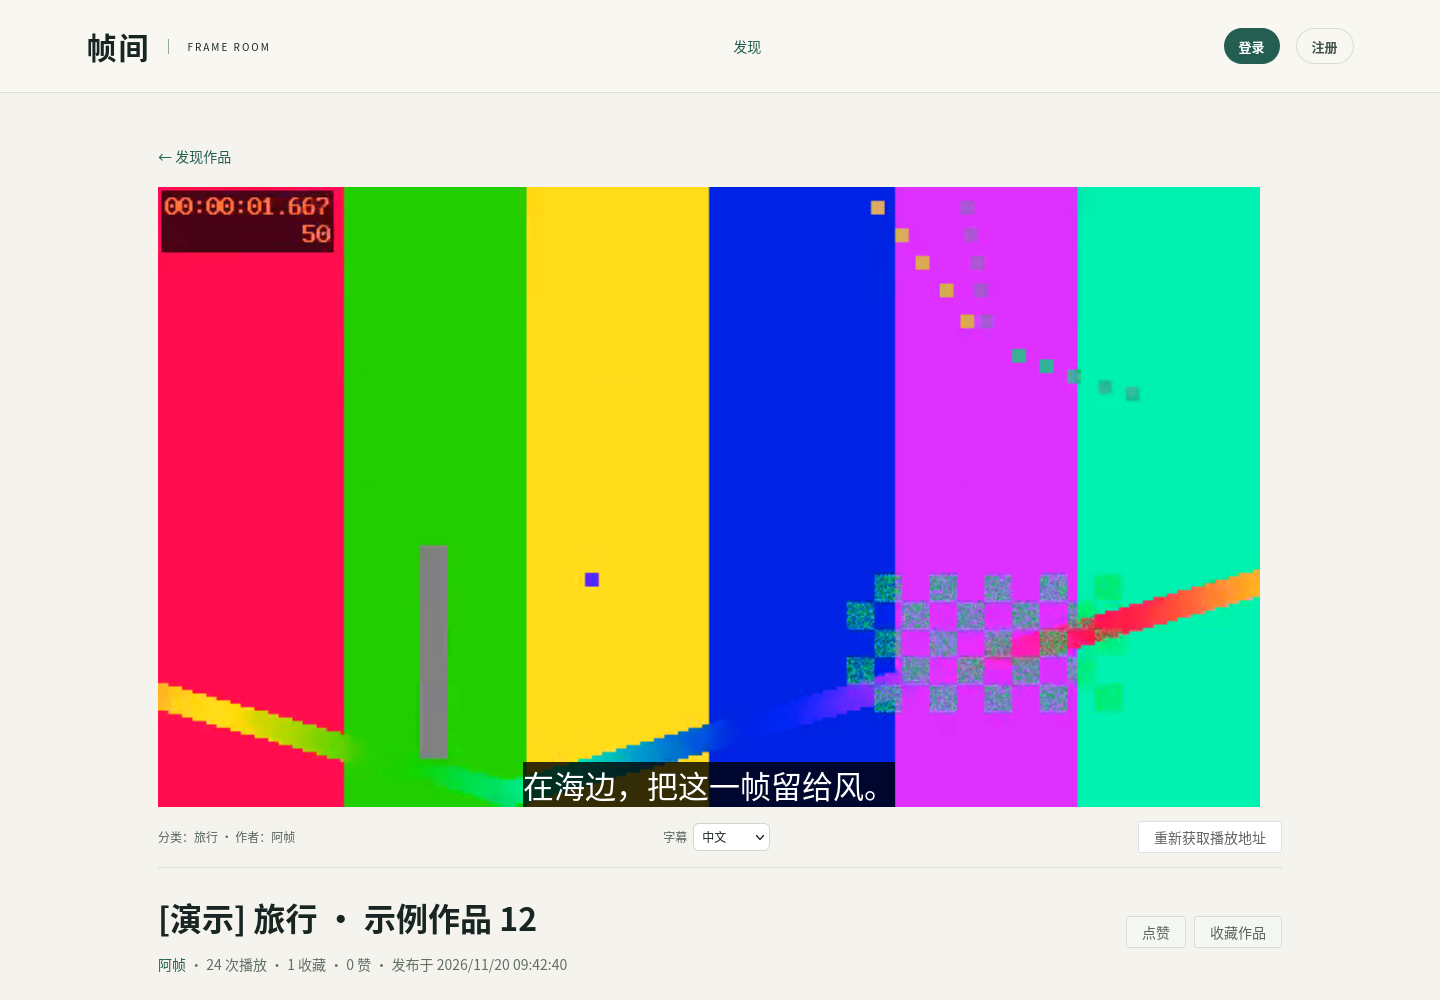 帧间
FRAME ROOM
发现
登录
注册
← 发现作品
00:00:01.667
50
在海边，把这一帧留给风。
分类：旅行 · 作者：阿帧
字幕
中文
重新获取播放地址
[演示] 旅行 · 示例作品 12
点赞
收藏作品
阿帧 · 24 次播放 · 1 收藏 · 0 赞 · 发布于 2026/11/20 09:42:40